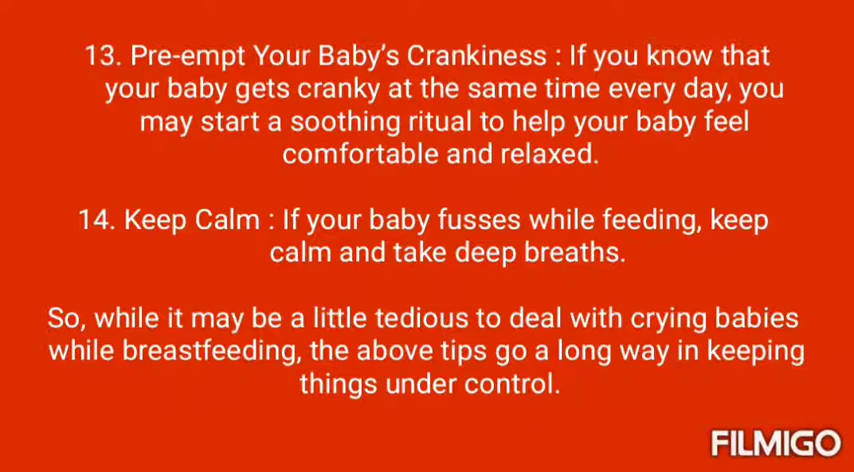 13. Pre-empt Your Baby’s Crankiness : If you know that
your baby gets cranky at the same time every day, you
may start a soothing ritual to help your baby feel
comfortable and relaxed.
14. Keep Calm : If your baby fusses while feeding, keep
calm and take deep breaths.
So, while it may be a little tedious to deal with crying babies
while breastfeeding, the above tips go a long way in keeping
things under control.
FILMIGO